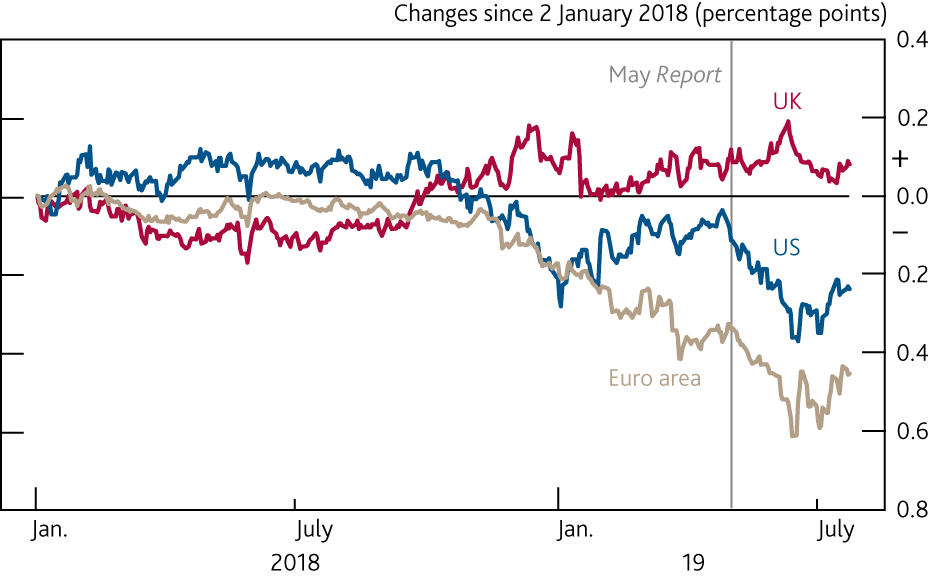 Changes since 2 January 2018 (percentage points)
0.4
May Report
UK
0.2
+
0.0
–
US
0.2
0.4
Euro area
0.6
0.8
Jan. July Jan. July
2018 19